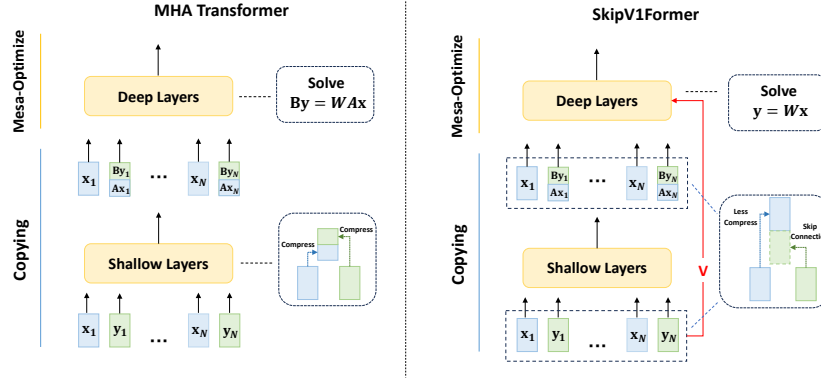 MHA Transformer
Mesa-Optimize
Deep Layers
Solve
By = WAx
x1 By1 Ax1 ... xN ByN AxN
Copying
Shallow Layers
Compress
Compress
x1 y1 ... xN yN
SkipV1Former
Mesa-Optimize
Deep Layers
Solve
y = Wx
x1 By1 Ax1 ... xN ByN AxN
Copying
Shallow Layers
V
Less
Compress
Skip
Connection
x1 y1 ... xN yN